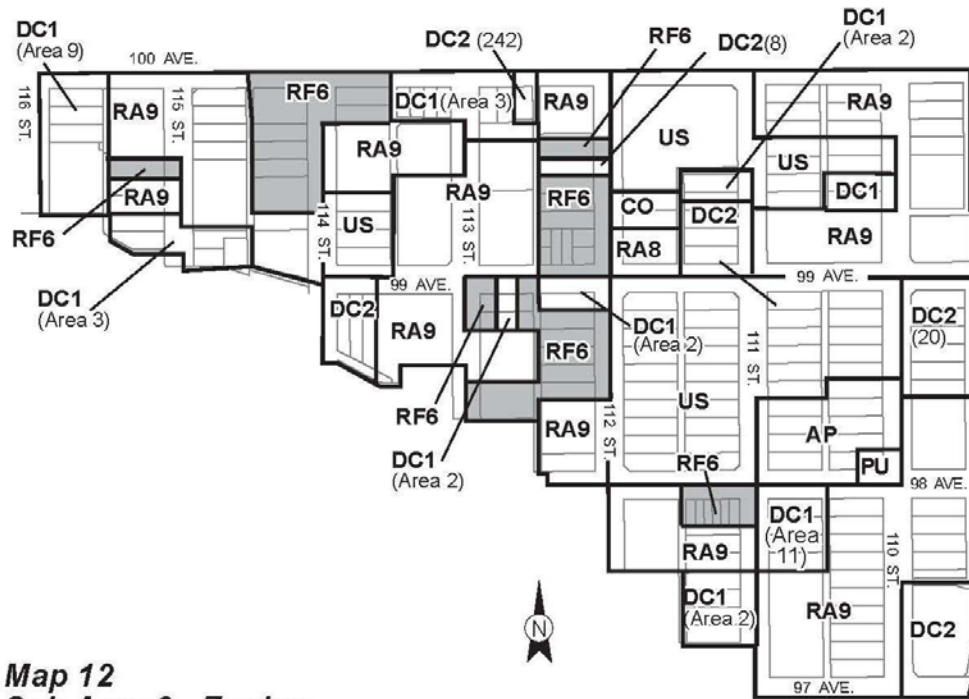 DC1
(Area 9)
100 AVE.
DC2 (242)
RF6
DC2(8)
DC1
(Area 2)
116 ST.
115 ST.
RA9
RF6
DC1(Area 3)
RA9
US
RA9
RA9
US
RA9
RF6
RA9
RF6
CO
DC2
DC1
US
114 ST.
113 ST.
RA8
RA9
DC1
(Area 3)
99 AVE.
99 AVE.
DC2
RA9
DC1
(Area 2)
DC2
(20)
RF6
111 ST.
RF6
US
RA9
112 ST.
AP
DC1
(Area 2)
RF6
PU
98 AVE.
DC1
(Area
11)
RA9
110 ST.
DC1
(Area 2)
RA9
DC2
N
97 AVE.
Map 12